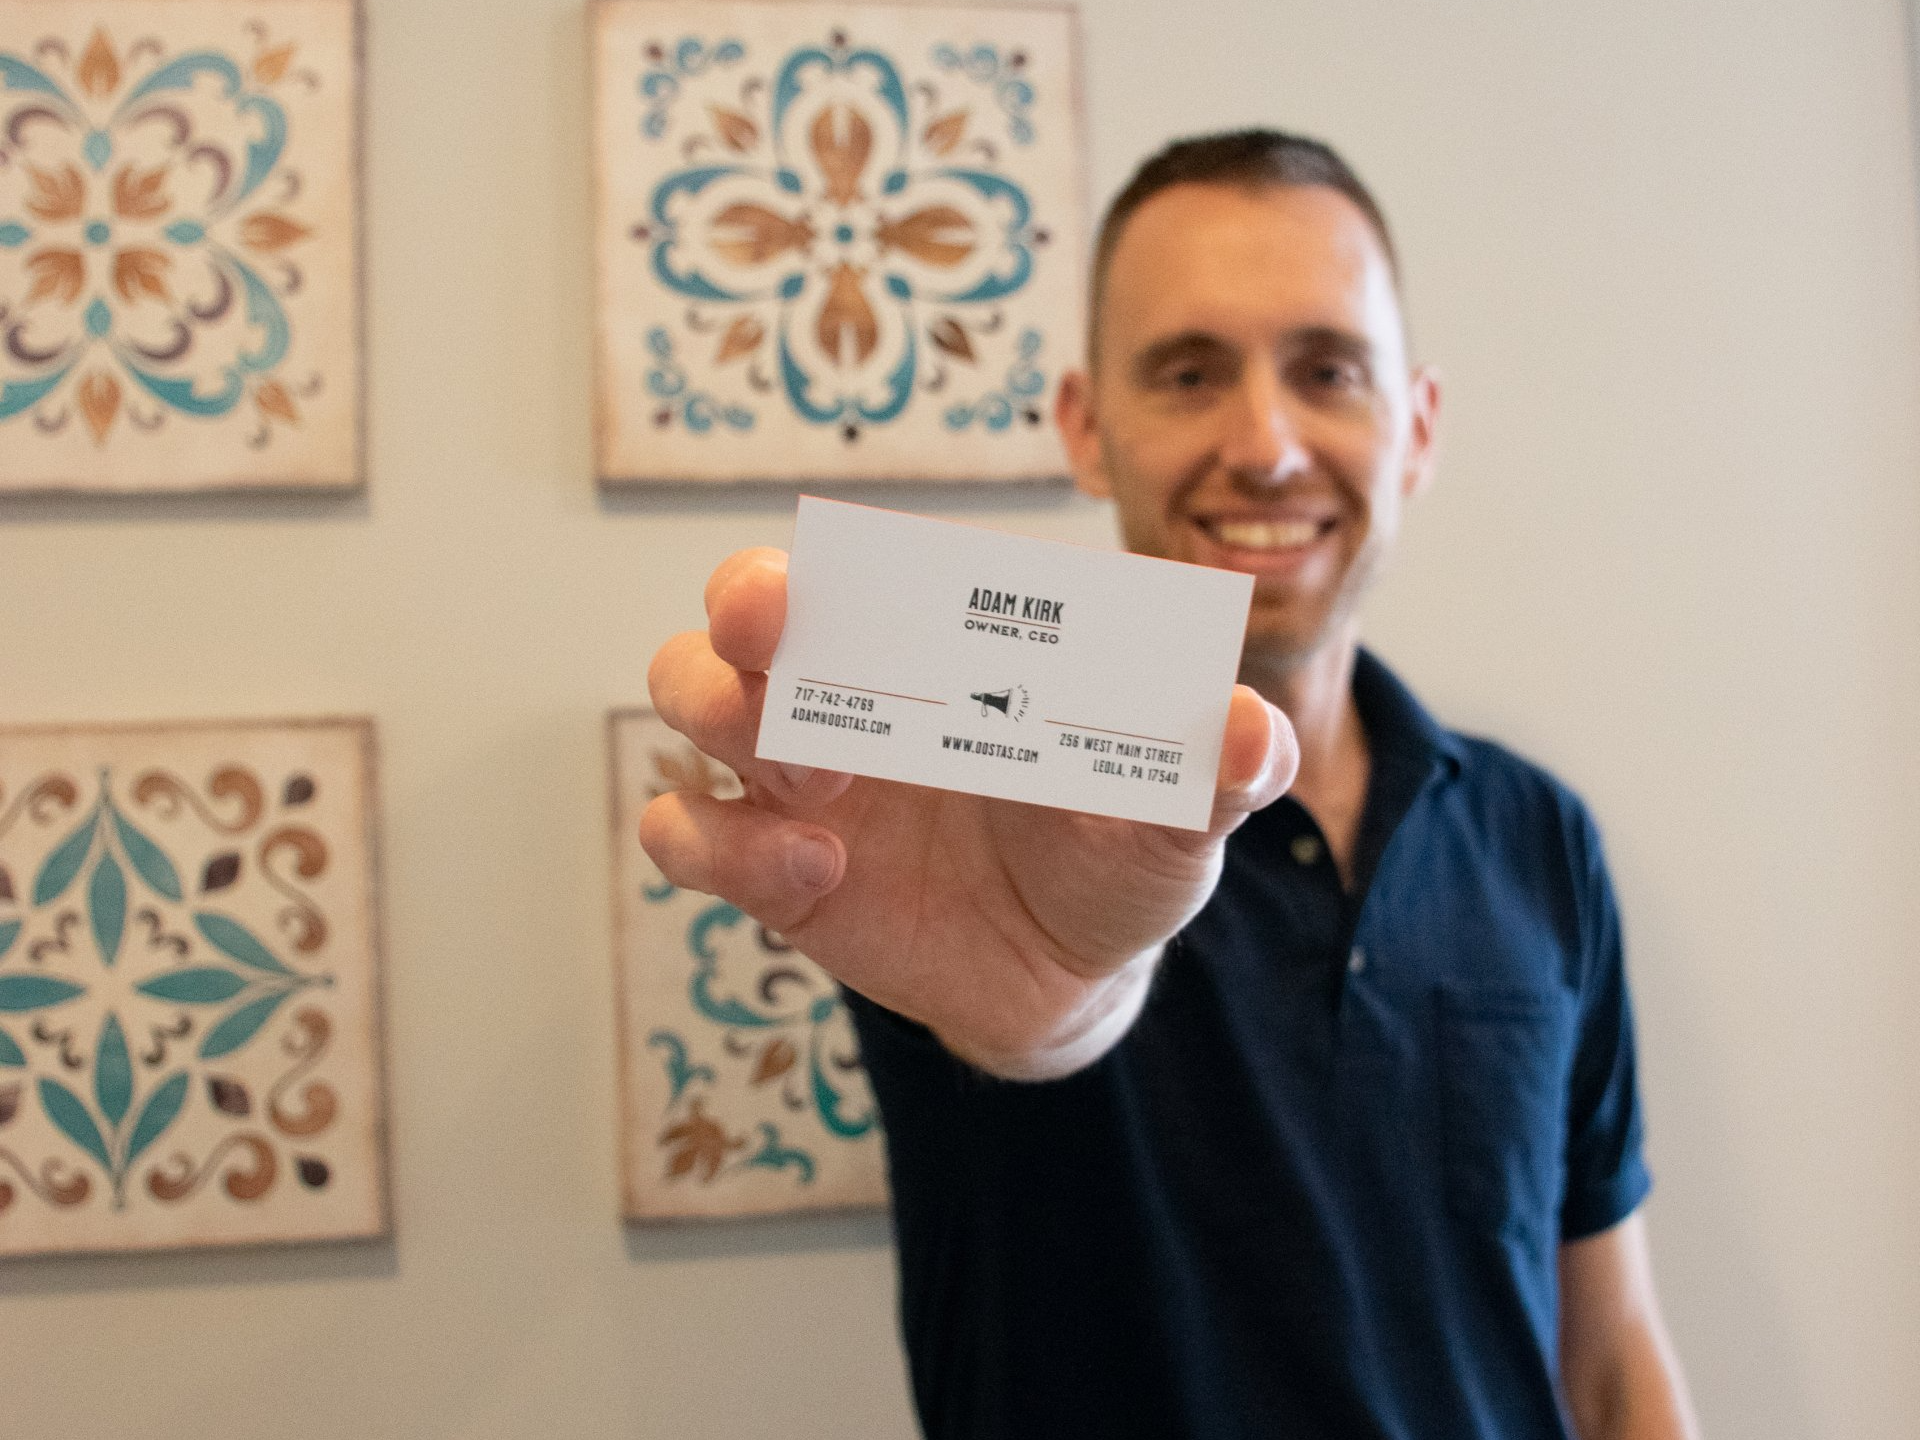 ADAM KIRK
OWNER, CEO
717-742-4769
ADAM@OOSTAS.COM
WWW.OOSTAS.COM
256 WEST MAIN STREET
LEOLA, PA 17540